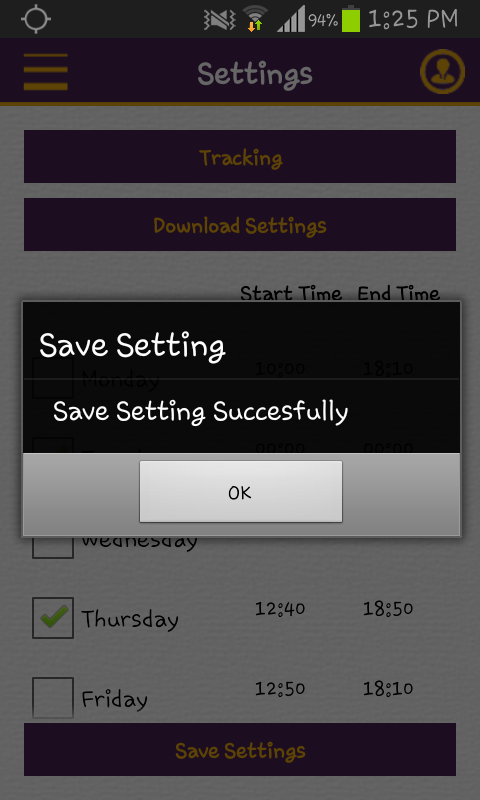 94% 1:25 PM
Settings
Tracking
Download Settings
Start Time End Time
Save Setting
Monday 10:00 18:10
Save Setting Succesfully
00:00 00:00
OK
Wednesday
Thursday 12:40 18:50
Friday 12:50 18:10
Save Settings